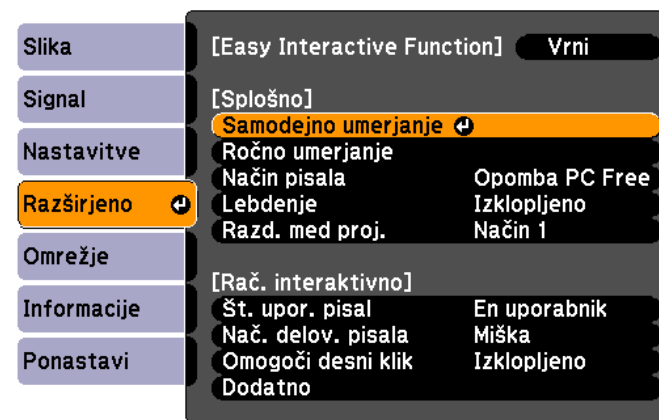 Slika
Signal
Nastavitve
Razširjeno
Omrežje
Informacije
Ponastavi
[Easy Interactive Function] Vrni
[Splošno]
Samodejno umerjanje
Ročno umerjanje
Način pisala Opomba PC Free
Lebdenje Izklopljeno
Razd. med proj. Način 1
[Rač. interaktivno]
Št. upor. pisal En uporabnik
Nač. delov. pisala Miška
Omogoči desni klik Izklopljeno
Dodatno